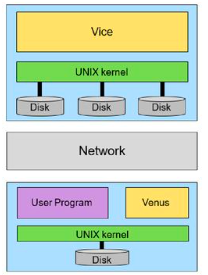 Vice
UNIX kernel
Disk Disk Disk
Network
User Program Venus
UNIX kernel
Disk